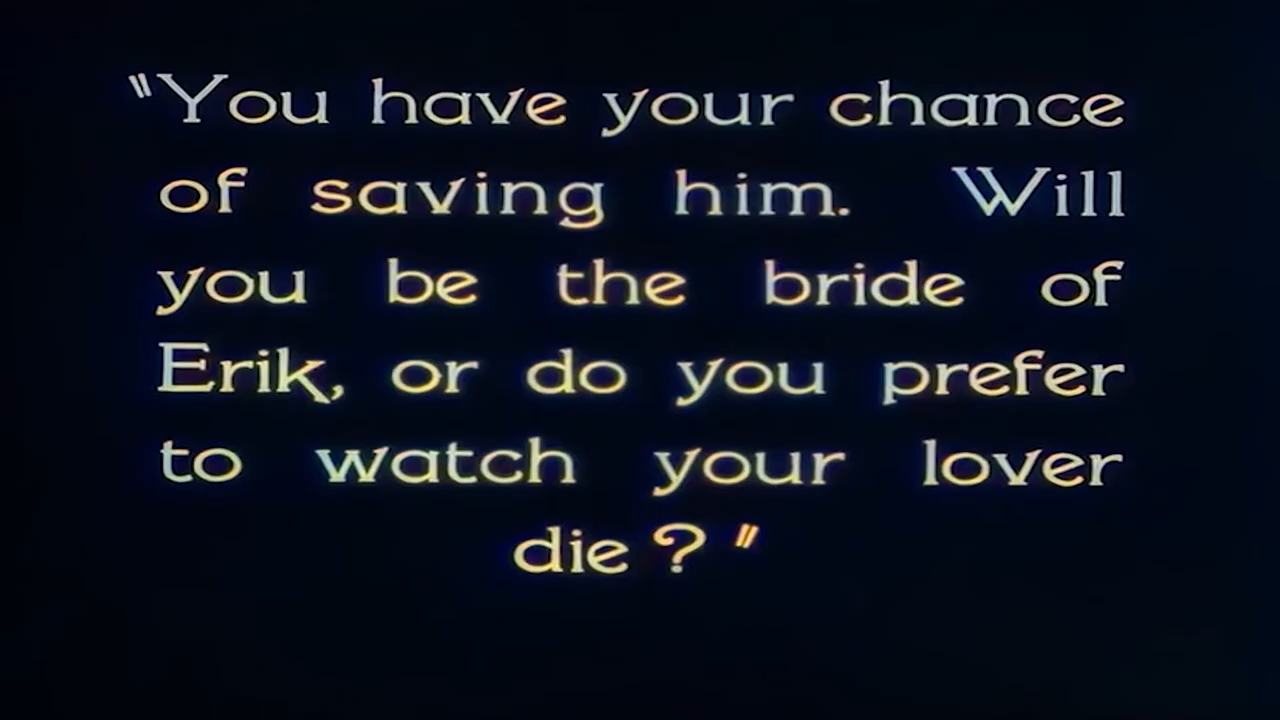 "You have your chance
of saving him. Will
you be the bride of
Erik, or do you prefer
to watch your lover
die ? "